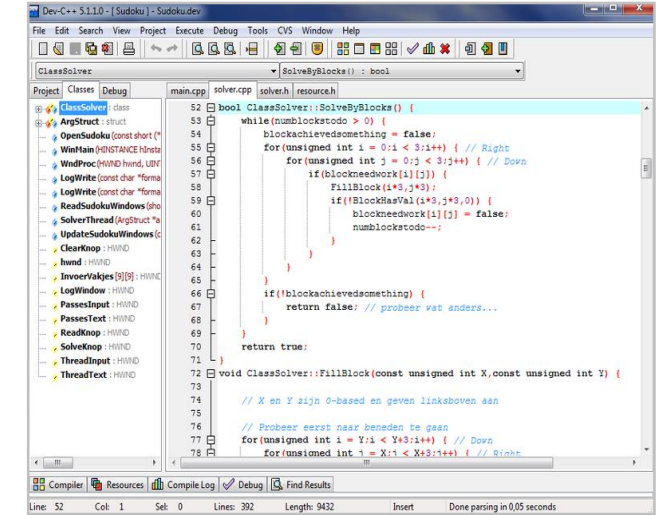 Dev-C++ 5.1.1.0 - [ Sudoku ] - Sudoku.dev
File Edit Search View Project Execute Debug Tools CVS Window Help
ClassSolver SolveByBlocks() : bool
Project Classes Debug main.cpp solver.cpp solver.h resource.h
ClassSolver : class
ArgStruct : struct
OpenSudoku (const short (*
WinMain (HINSTANCE hInsta
WndProc (HWND hwnd, UIN
LogWrite (const char *forma
LogWrite (const char *forma
ReadSudokuWindows (sho
SolverThread (ArgStruct *a
UpdateSudokuWindows (c
ClearKnop : HWND
hwnd : HWND
InvoerVakjes [9][9] : HWND
LogWindow : HWND
PassesInput : HWND
PassesText : HWND
ReadKnop : HWND
SolveKnop : HWND
ThreadInput : HWND
ThreadText : HWND
52 bool ClassSolver::SolveByBlocks() {
53 while(numblockstodo > 0) {
54 blockachievedsomething = false;
55 for(unsigned int i = 0;i < 3;i++) { // Right
56 for(unsigned int j = 0;j < 3;j++) { // Down
57 if(blockneedwork[i][j]) {
58 FillBlock(i*3,j*3);
59 if(!BlockHasVal(i*3,j*3,0)) {
60 blockneedwork[i][j] = false;
61 numblockstodo--;
62 }
63 }
64 }
65 }
66 if(!blockachievedsomething) {
67 return false; // probeer wat anders...
68 }
69 }
70 return true;
71 }
72 void ClassSolver::FillBlock(const unsigned int X,const unsigned int Y) {
73
74 // X en Y zijn 0-based en geven linksboven aan
75
76 // Probeer eerst naar beneden te gaan
77 for(unsigned int i = Y;i < Y+3;i++) { // Down
78 for(unsigned int j = X;j < X+3;j++) { // Right
Compiler Resources Compile Log Debug Find Results
Line: 52 Col: 1 Sel: 0 Lines: 392 Length: 9432 Insert Done parsing in 0,05 seconds